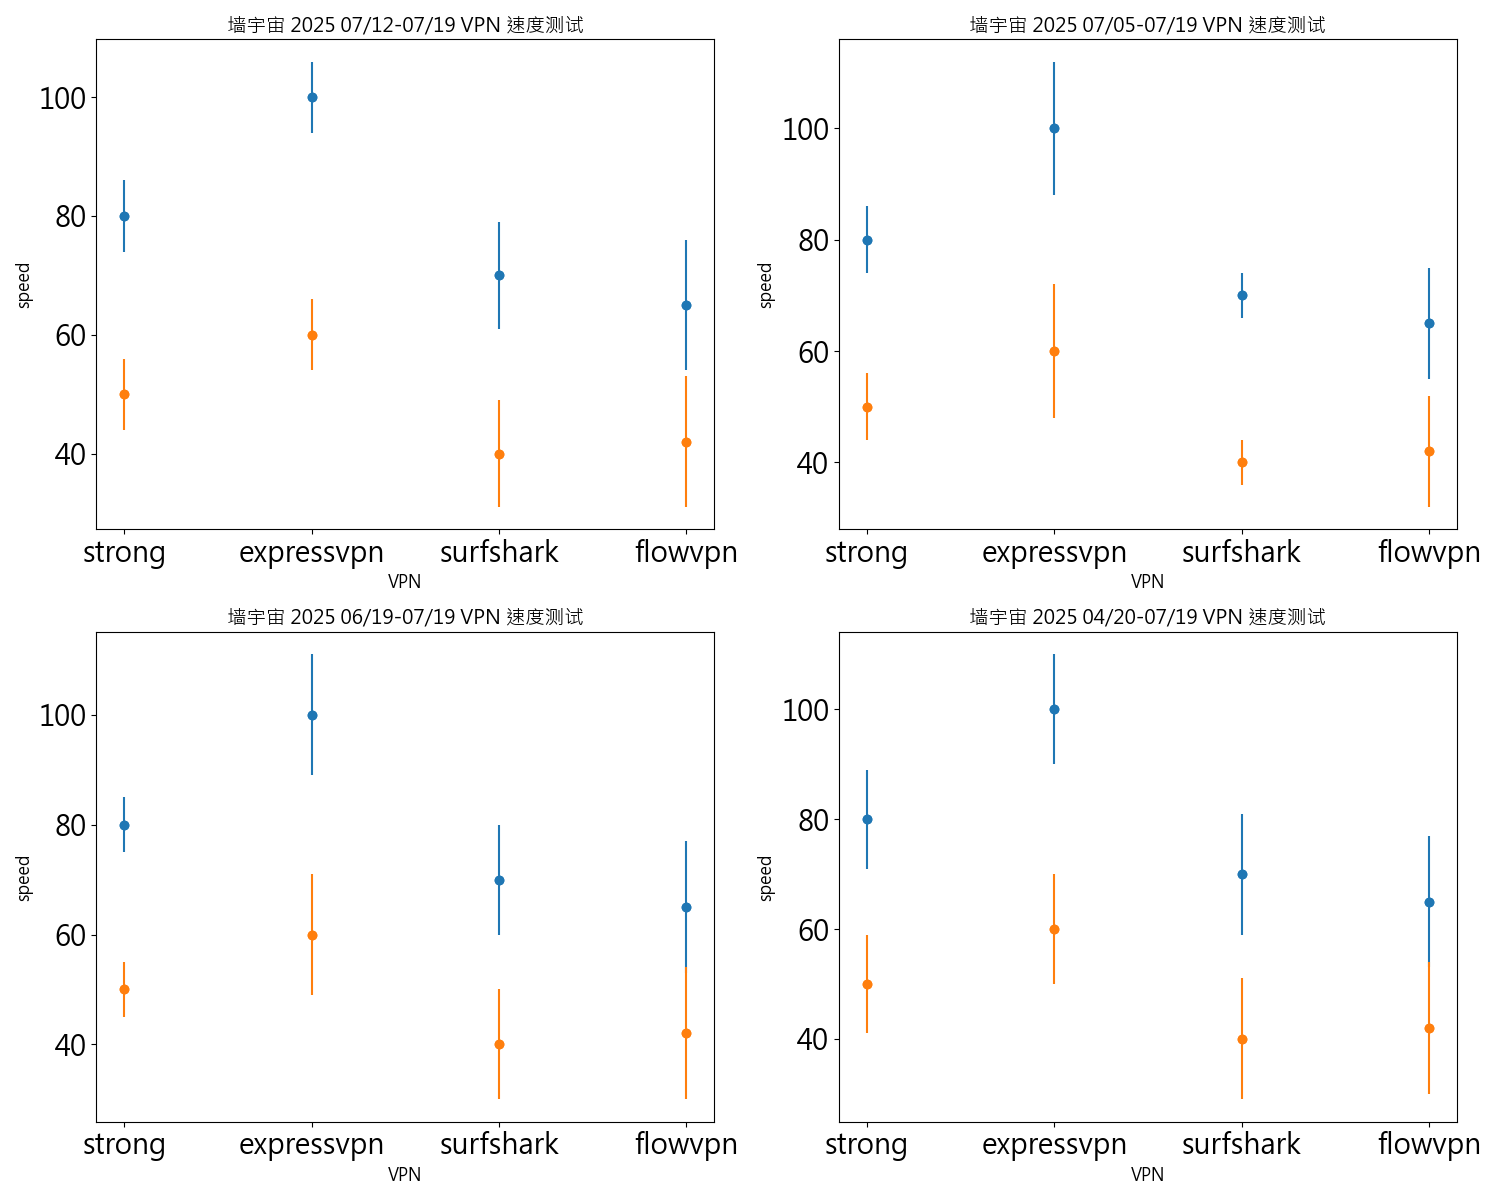 墙宇宙 2025 07/12-07/19 VPN 速度测试
100
80
60
40
speed
strong expressvpn surfshark flowvpn
VPN
墙宇宙 2025 07/05-07/19 VPN 速度测试
100
80
60
40
speed
strong expressvpn surfshark flowvpn
VPN
墙宇宙 2025 06/19-07/19 VPN 速度测试
100
80
60
40
speed
strong expressvpn surfshark flowvpn
VPN
墙宇宙 2025 04/20-07/19 VPN 速度测试
100
80
60
40
speed
strong expressvpn surfshark flowvpn
VPN